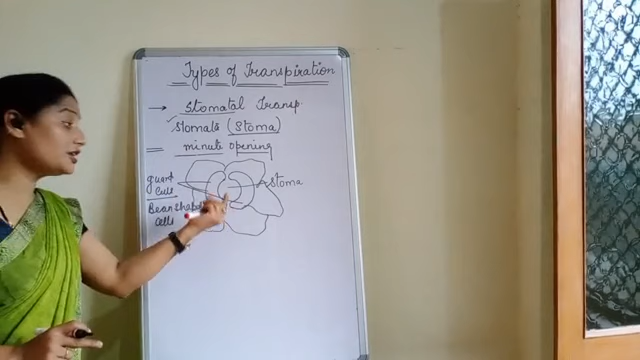 Types of Transpiration
→ Stomatal Transp.
✓ Stomata (Stoma)
= minute opening
guard
Cells
Stoma
Bean shaped
cells